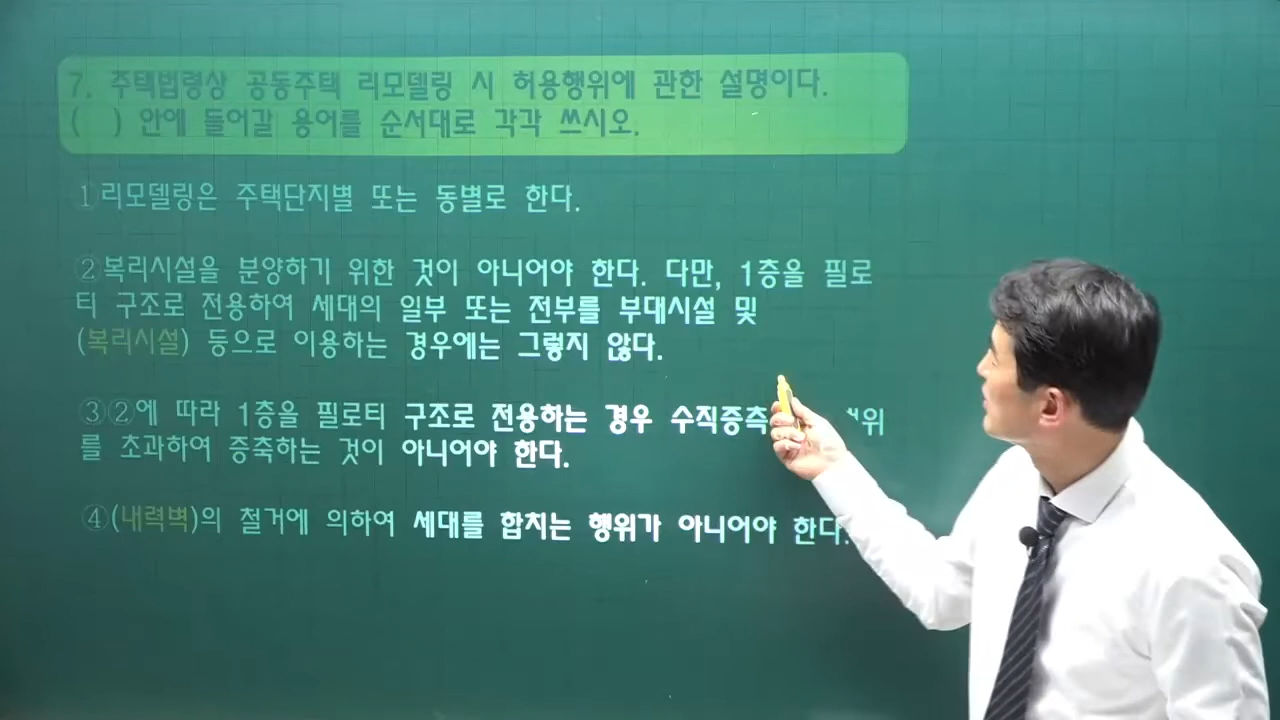 7. 주택법령상 공동주택 리모델링 시 허용행위에 관한 설명이다.
( ) 안에 들어갈 용어를 순서대로 각각 쓰시오.
①리모델링은 주택단지별 또는 동별로 한다.
②복리시설을 분양하기 위한 것이 아니어야 한다. 다만, 1층을 필로
티 구조로 전용하여 세대의 일부 또는 전부를 부대시설 및
(복리시설) 등으로 이용하는 경우에는 그렇지 않다.
③②에 따라 1층을 필로티 구조로 전용하는 경우 수직증축
를 초과하여 증축하는 것이 아니어야 한다.
④(내력벽)의 철거에 의하여 세대를 합치는 행위가 아니어야 한다.